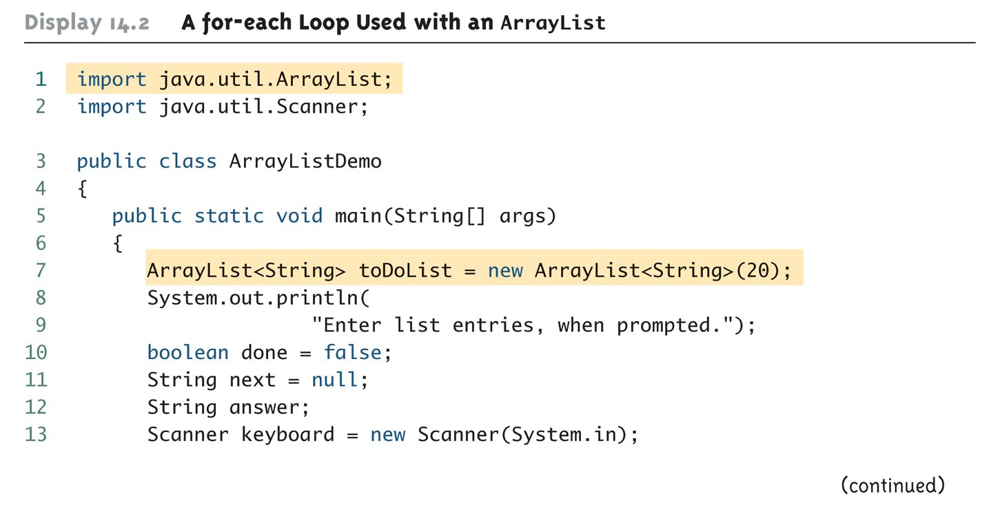 Display 14.2 A for-each Loop Used with an ArrayList
1 import java.util.ArrayList;
2 import java.util.Scanner;
3 public class ArrayListDemo
4 {
5 public static void main(String[] args)
6 {
7 ArrayList<String> toDoList = new ArrayList<String>(20);
8 System.out.println(
9 "Enter list entries, when prompted.");
10 boolean done = false;
11 String next = null;
12 String answer;
13 Scanner keyboard = new Scanner(System.in);
(continued)